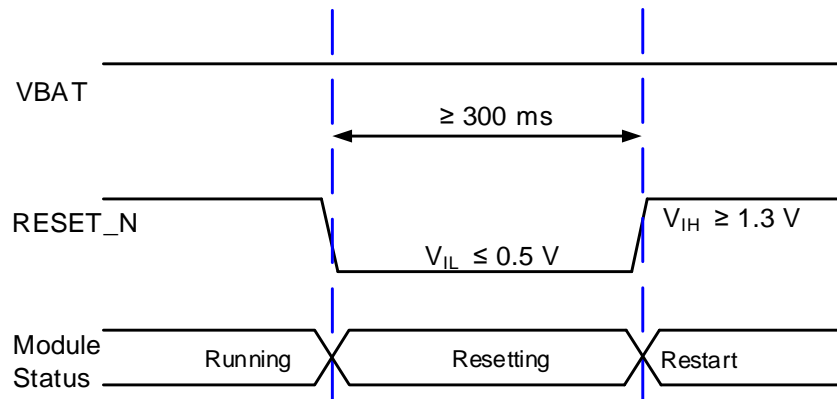 VBAT
≥ 300 ms
RESET_N
V_IH ≥ 1.3 V
V_IL ≤ 0.5 V
Module
Status
Running
Resetting
Restart